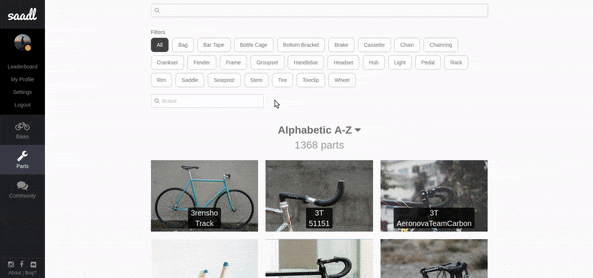 saadl
Filters
All Bag Bar Tape Bottle Cage Bottom Bracket Brake Cassette Chain Chainring
Crankset Fender Frame Groupset Handlebar Headset Hub Light Pedal Rack
Rim Saddle Seatpost Stem Tire Toeclip Wheel
Brand
Alphabetic A-Z
1368 parts
3rensho
Track
3T
51151
3T
AeronovaTeamCarbon
Leaderboard
My Profile
Settings
Logout
Bikes
Parts
Community
About | Bug?